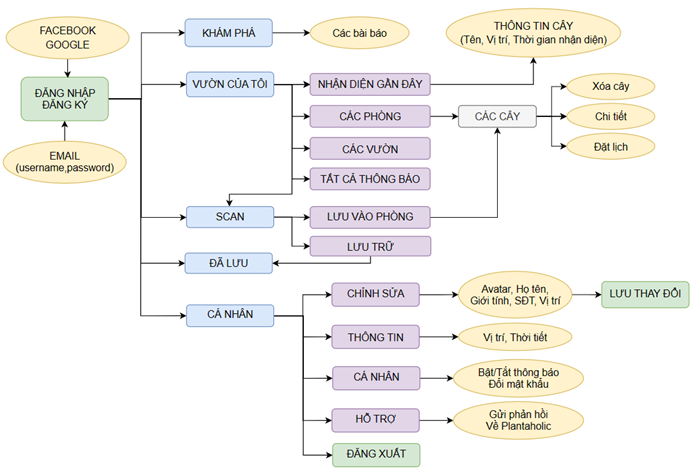 FACEBOOK
GOOGLE
ĐĂNG NHẬP
ĐĂNG KÝ
EMAIL
(username,password)
KHÁM PHÁ
Các bài báo
THÔNG TIN CÂY
(Tên, Vị trí, Thời gian nhận diện)
VƯỜN CỦA TÔI
NHẬN DIỆN GẦN ĐÂY
CÁC PHÒNG
CÁC CÂY
Xóa cây
Chi tiết
Đặt lịch
CÁC VƯỜN
TẤT CẢ THÔNG BÁO
SCAN
LƯU VÀO PHÒNG
LƯU TRỮ
ĐÃ LƯU
CÁ NHÂN
CHỈNH SỬA
Avatar, Họ tên,
Giới tính, SĐT, Vị trí
LƯU THAY ĐỔI
THÔNG TIN
Vị trí, Thời tiết
CÁ NHÂN
Bật/Tắt thông báo
Đổi mật khẩu
HỖ TRỢ
Gửi phản hồi
Về Plantaholic
ĐĂNG XUẤT